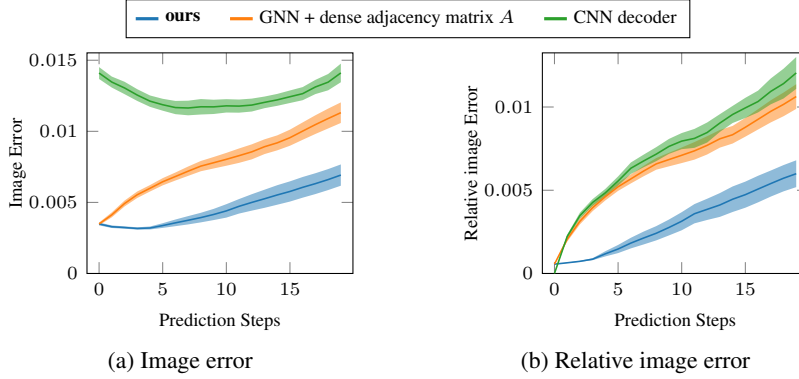 ours GNN + dense adjacency matrix A CNN decoder
0.015
0.01
0.005
0
Image Error
0 5 10 15
Prediction Steps
(a) Image error
0.01
0.005
0
Relative image Error
0 5 10 15
Prediction Steps
(b) Relative image error